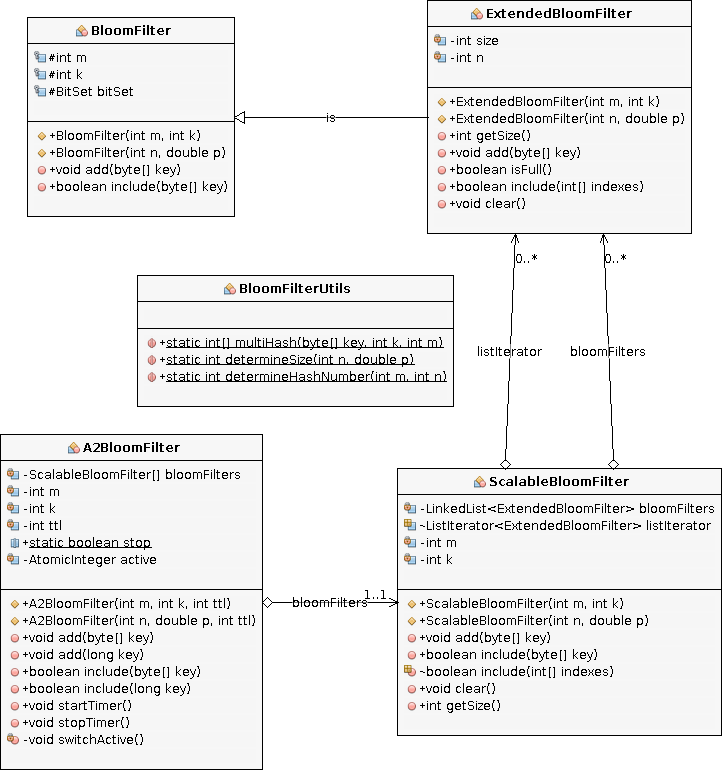 BloomFilter
#int m
#int k
#BitSet bitSet
+BloomFilter(int m, int k)
+BloomFilter(int n, double p)
+void add(byte[] key)
+boolean include(byte[] key)
ExtendedBloomFilter
-int size
-int n
+ExtendedBloomFilter(int m, int k)
+ExtendedBloomFilter(int n, double p)
+int getSize()
+void add(byte[] key)
+boolean isFull()
+boolean include(int[] indexes)
+void clear()
is
0..*
0..*
BloomFilterUtils
+static int[] multiHash(byte[] key, int k, int m)
+static int determineSize(int n, double p)
+static int determineHashNumber(int m, int n)
listIterator
bloomFilters
A2BloomFilter
-ScalableBloomFilter[] bloomFilters
-int m
-int k
-int ttl
+static boolean stop
-AtomicInteger active
+A2BloomFilter(int m, int k, int ttl)
+A2BloomFilter(int n, double p, int ttl)
+void add(byte[] key)
+void add(long key)
+boolean include(byte[] key)
+boolean include(long key)
+void startTimer()
+void stopTimer()
-void switchActive()
bloomFilters
1..1
ScalableBloomFilter
-LinkedList<ExtendedBloomFilter> bloomFilters
~ListIterator<ExtendedBloomFilter> listIterator
-int m
-int k
+ScalableBloomFilter(int m, int k)
+ScalableBloomFilter(int n, double p)
+void add(byte[] key)
+boolean include(byte[] key)
~boolean include(int[] indexes)
+void clear()
+int getSize()